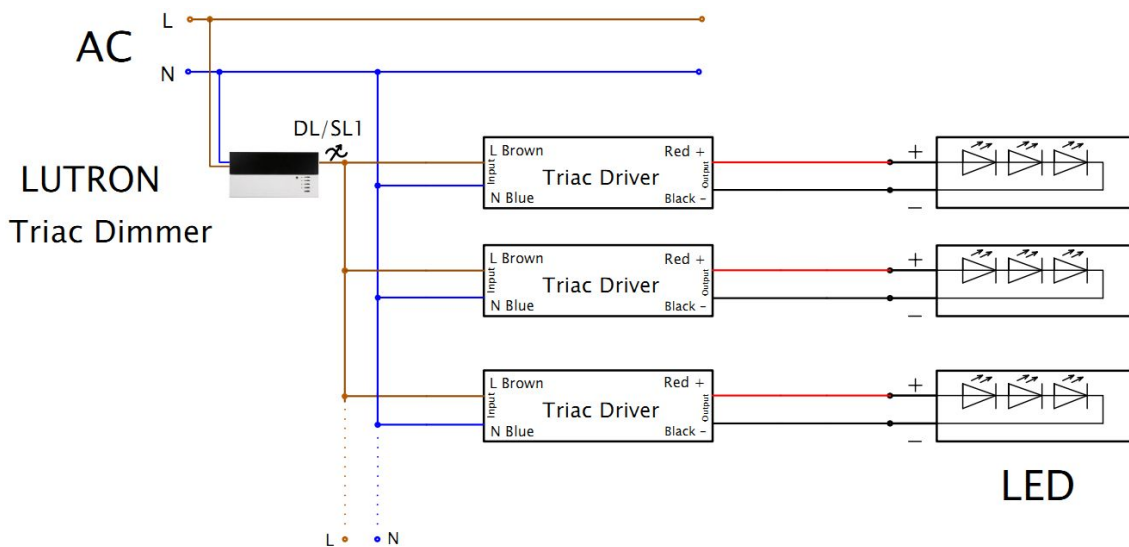 L
AC
N
DL/SL1
LUTRON
Triac Dimmer
L Brown
Red +
Input
Triac Driver
Output
N Blue
Black -
+
–
L Brown
Red +
Input
Triac Driver
Output
N Blue
Black -
+
–
L Brown
Red +
Input
Triac Driver
Output
N Blue
Black -
+
–
LED
L
N